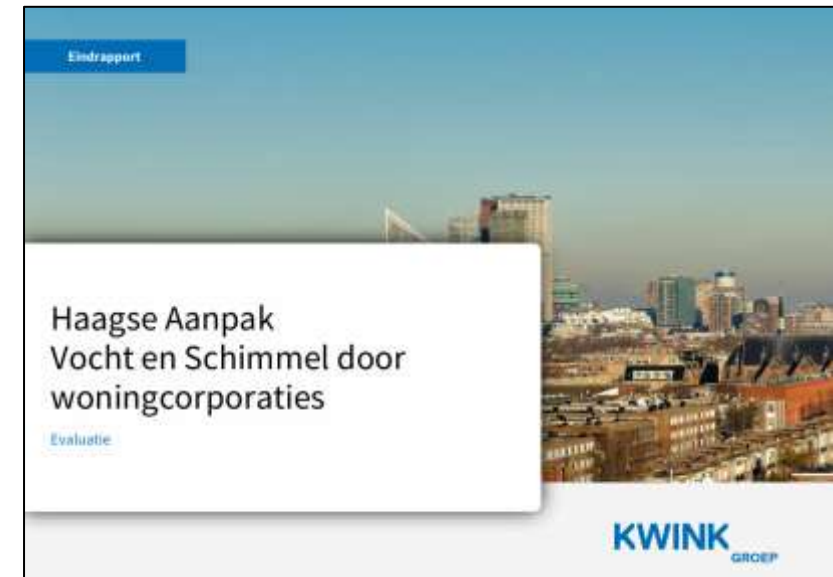 Eindrapport
Haagse Aanpak
Vocht en Schimmel door
woningcorporaties
Evaluatie
KWINK
GROEP